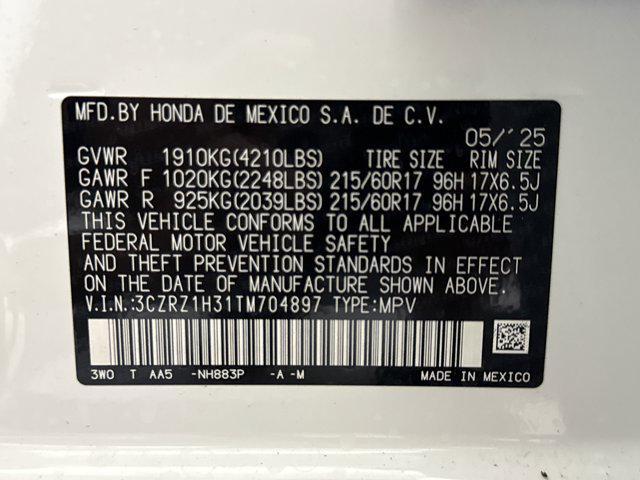 MFD.BY HONDA DE MEXICO S.A. DE C.V.
05/'25
GVWR 1910KG(4210LBS) TIRE SIZE RIM SIZE
GAWR F 1020KG(2248LBS) 215/60R17 96H 17X6.5J
GAWR R 925KG(2039LBS) 215/60R17 96H 17X6.5J
THIS VEHICLE CONFORMS TO ALL APPLICABLE
FEDERAL MOTOR VEHICLE SAFETY
AND THEFT PREVENTION STANDARDS IN EFFECT
ON THE DATE OF MANUFACTURE SHOWN ABOVE.
V.I.N.:3CZRZ1H31TM704897 TYPE:MPV
3W0 T AA5 -NH883P -A -M MADE IN MEXICO